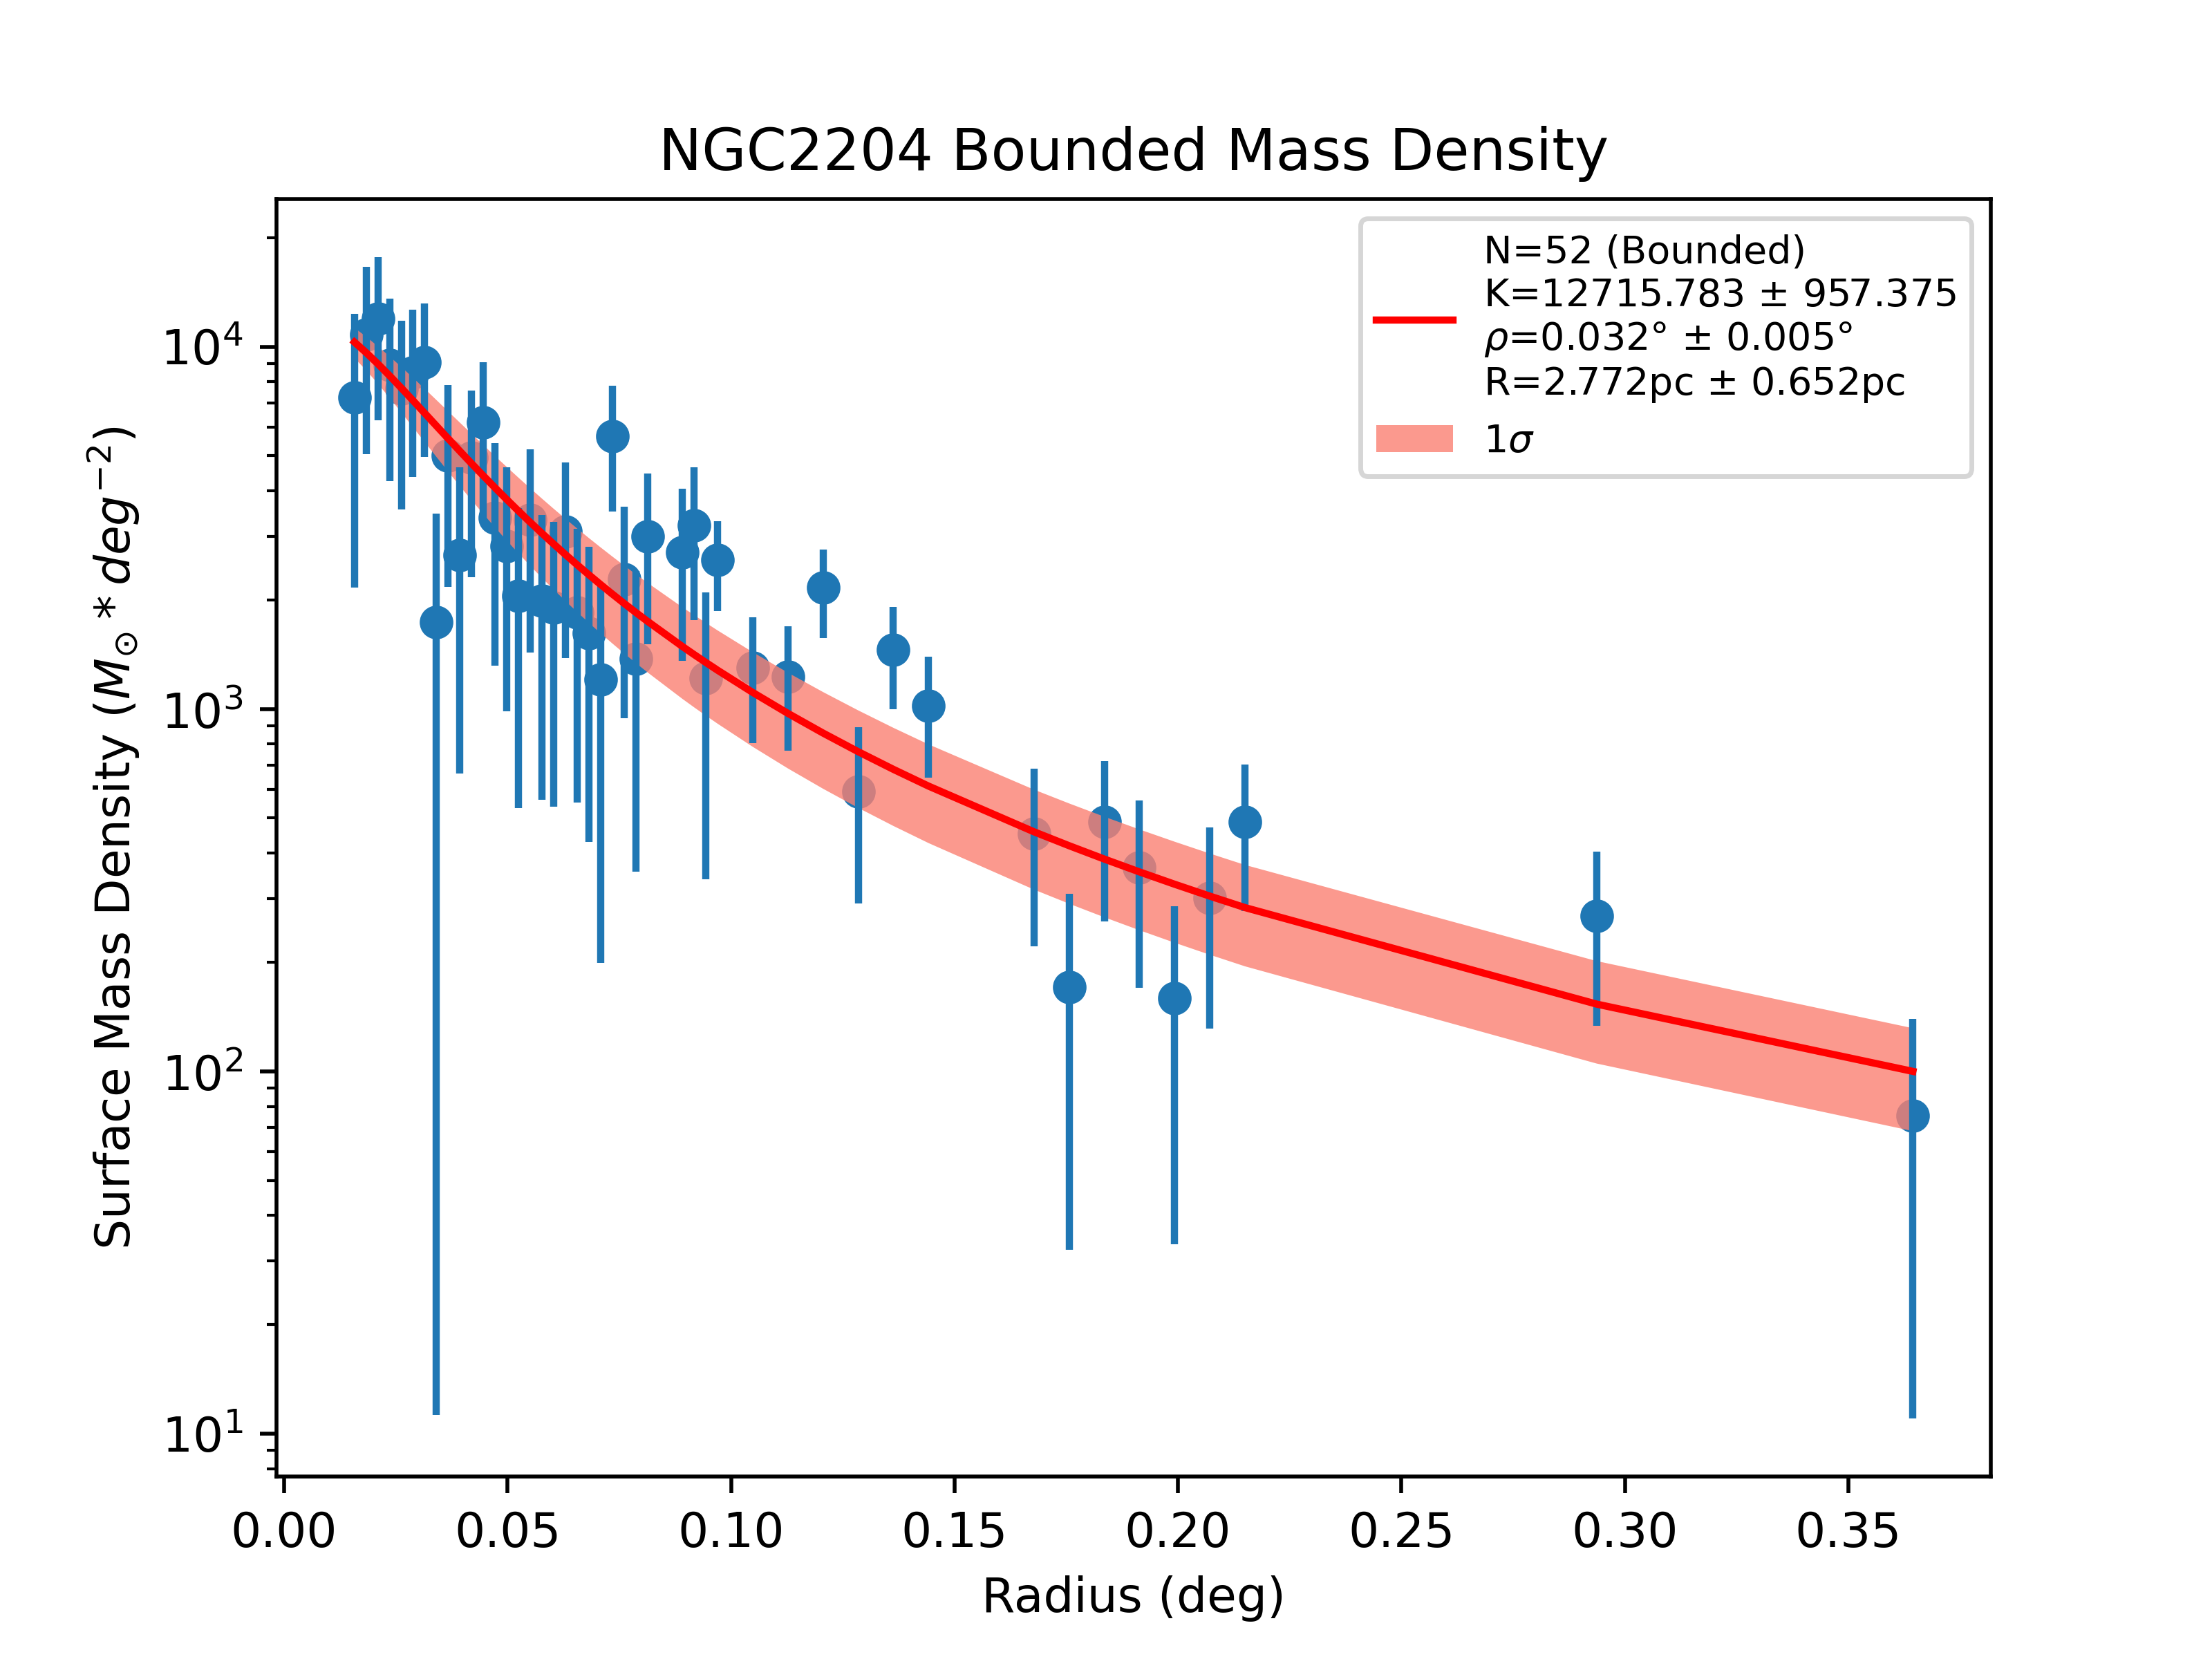 NGC2204 Bounded Mass Density
N=52 (Bounded)
K=12715.783 ± 957.375
ρ=0.032° ± 0.005°
R=2.772pc ± 0.652pc
1σ
Surface Mass Density (M☉ * deg⁻²)
10⁴
10³
10²
10¹
0.00 0.05 0.10 0.15 0.20 0.25 0.30 0.35
Radius (deg)